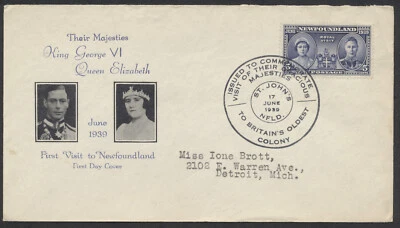 Their Majesties
King George VI
Queen Elizabeth
June
1939
First Visit to Newfoundland
First Day Cover
NEWFOUNDLAND
ROYAL VISIT
POSTAGE
5
ISSUED TO COMMEMORATE
VISIT OF THEIR GRACIOUS
MAJESTIES
ST. JOHN'S
17
JUNE
1939
NFLD.
TO BRITAIN'S OLDEST
COLONY
Miss Ione Brott,
2108 E. Warren Ave.,
Detroit, Mich.